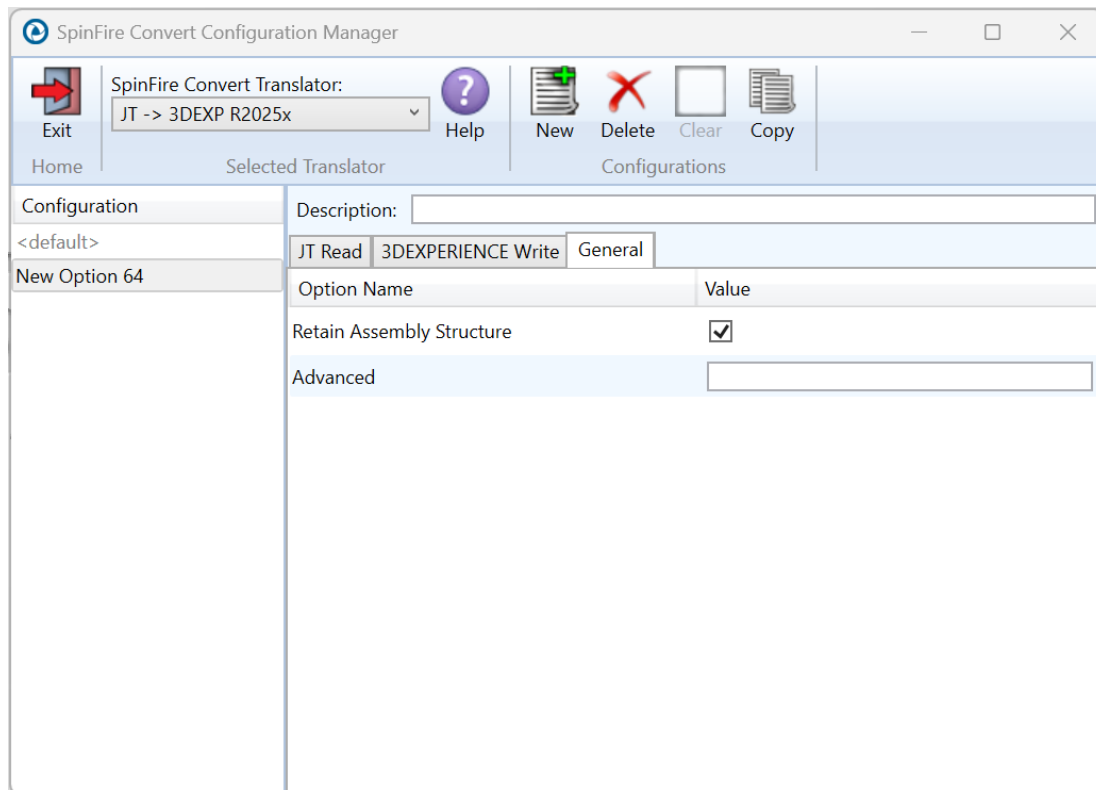 SpinFire Convert Configuration Manager
SpinFire Convert Translator:
JT -> 3DEXP R2025x
Exit
Help
New
Delete
Clear
Copy
Home
Selected Translator
Configurations
Configuration
<default>
New Option 64
Description:
JT Read
3DEXPERIENCE Write
General
Option Name
Value
Retain Assembly Structure
Advanced